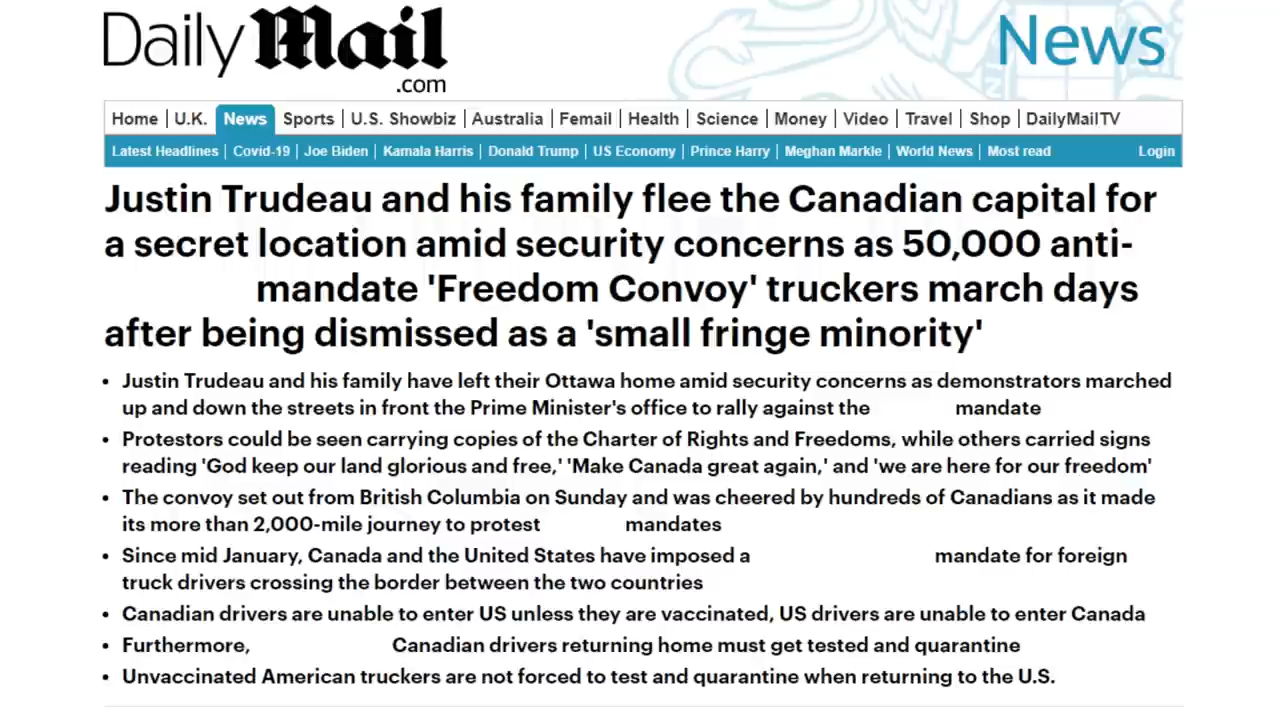 Daily Mail
.com
News
Home | U.K. News Sports | U.S. Showbiz | Australia | Femail | Health | Science | Money | Video | Travel | Shop | DailyMailTV
Latest Headlines | Covid-19 | Joe Biden | Kamala Harris | Donald Trump | US Economy | Prince Harry | Meghan Markle | World News | Most read Login
Justin Trudeau and his family flee the Canadian capital for
a secret location amid security concerns as 50,000 anti-
mandate 'Freedom Convoy' truckers march days
after being dismissed as a 'small fringe minority'
• Justin Trudeau and his family have left their Ottawa home amid security concerns as demonstrators marched
up and down the streets in front the Prime Minister's office to rally against the mandate
• Protestors could be seen carrying copies of the Charter of Rights and Freedoms, while others carried signs
reading 'God keep our land glorious and free,' 'Make Canada great again,' and 'we are here for our freedom'
• The convoy set out from British Columbia on Sunday and was cheered by hundreds of Canadians as it made
its more than 2,000-mile journey to protest mandates
• Since mid January, Canada and the United States have imposed a mandate for foreign
truck drivers crossing the border between the two countries
• Canadian drivers are unable to enter US unless they are vaccinated, US drivers are unable to enter Canada
• Furthermore, Canadian drivers returning home must get tested and quarantine
• Unvaccinated American truckers are not forced to test and quarantine when returning to the U.S.